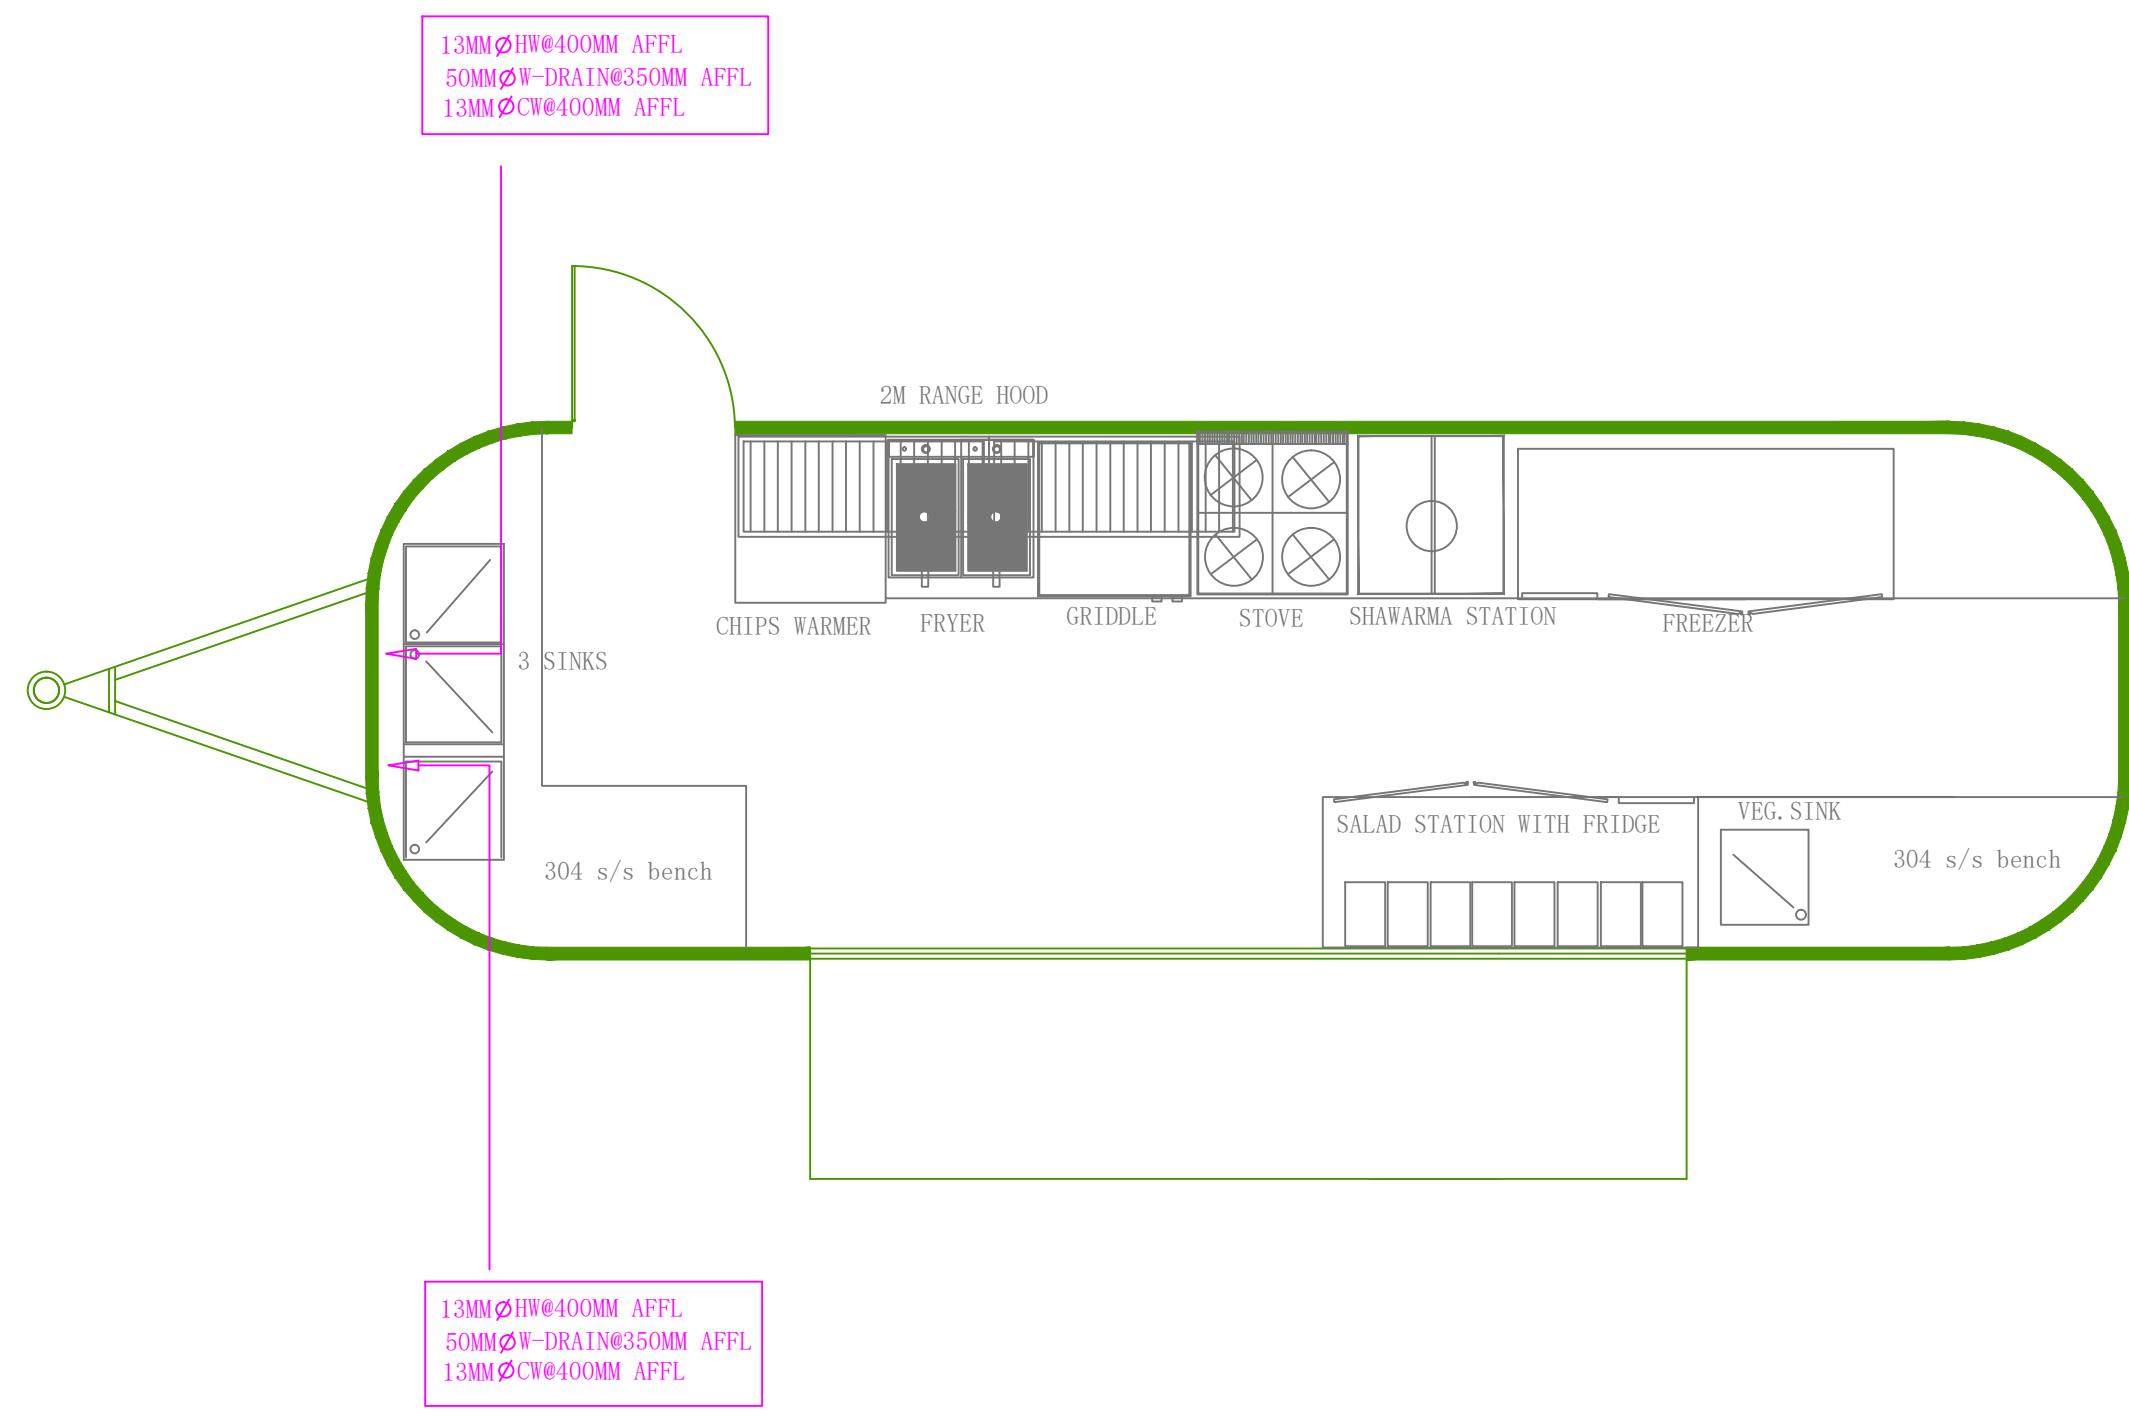 13MMØHW@400MM AFFL
50MMØW-DRAIN@350MM AFFL
13MMØCW@400MM AFFL
2M RANGE HOOD
CHIPS WARMER
FRYER
GRIDDLE
STOVE
SHAWARMA STATION
FREEZER
3 SINKS
VEG.SINK
SALAD STATION WITH FRIDGE
304 s/s bench
304 s/s bench
13MMØHW@400MM AFFL
50MMØW-DRAIN@350MM AFFL
13MMØCW@400MM AFFL